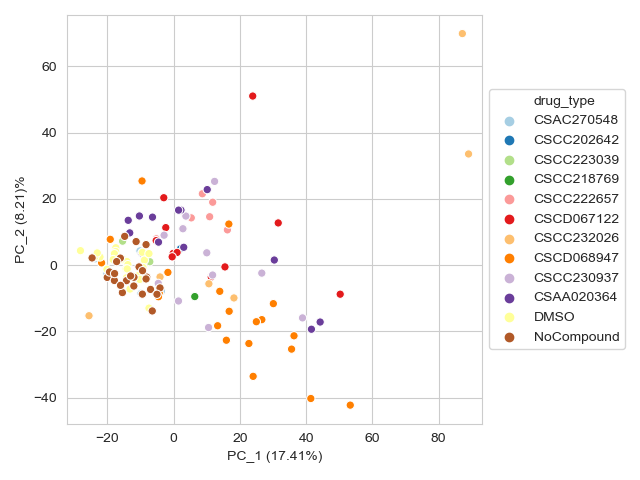 60
40
20
0
−20
−40
−20
0
20
40
60
80
PC_1 (17.41%)
PC_2 (8.21)%
drug_type
CSAC270548
CSCC202642
CSCC223039
CSCC218769
CSCC222657
CSCD067122
CSCC232026
CSCD068947
CSCC230937
CSAA020364
DMSO
NoCompound